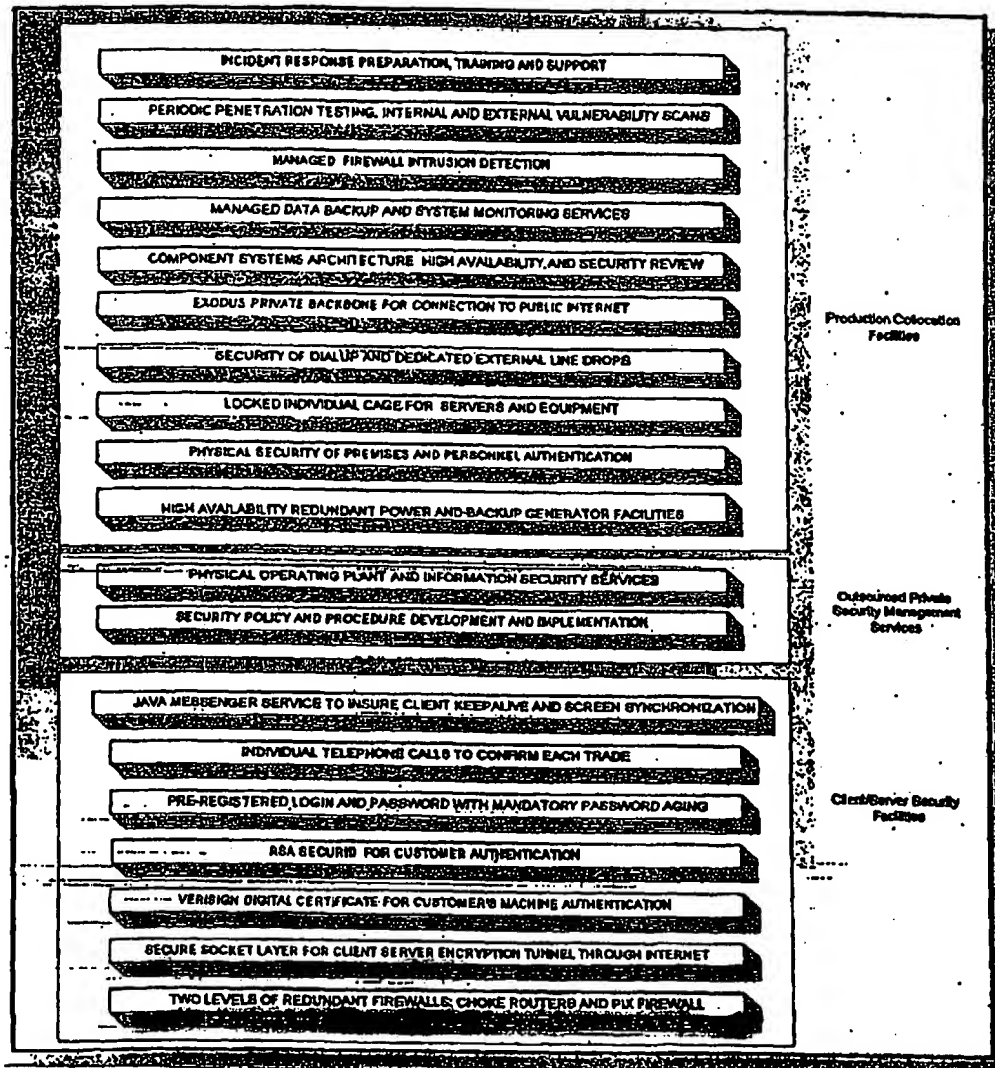 INCIDENT RESPONSE PREPARATION, TRAINING AND SUPPORT
PERIODIC PENETRATION TESTING, INTERNAL AND EXTERNAL VULNERABILITY SCANS
MANAGED FIREWALL INTRUSION DETECTION
MANAGED DATA BACKUP AND SYSTEM MONITORING SERVICES
COMPONENT SYSTEMS ARCHITECTURE HIGH AVAILABILITY, AND SECURITY REVIEW
EXODUS PRIVATE BACKBONE FOR CONNECTION TO PUBLIC INTERNET
SECURITY OF DIALUP AND DEDICATED EXTERNAL LINE DROPS
LOCKED INDIVIDUAL CAGE FOR SERVERS AND EQUIPMENT
PHYSICAL SECURITY OF PREMISES AND PERSONNEL AUTHENTICATION
HIGH AVAILABILITY REDUNDANT POWER AND BACKUP GENERATOR FACILITIES
Production Collocation
Facilities
PHYSICAL OPERATING PLANT AND INFORMATION SECURITY SERVICES
SECURITY POLICY AND PROCEDURE DEVELOPMENT AND IMPLEMENTATION
Outsourced Private
Security Management
Services
JAVA MESSENGER SERVICE TO INSURE CLIENT KEEPALIVE AND SCREEN SYNCHRONIZATION
INDIVIDUAL TELEPHONE CALLS TO CONFIRM EACH TRADE
PRE-REGISTERED LOGIN AND PASSWORD WITH MANDATORY PASSWORD AGING
RSA SECURID FOR CUSTOMER AUTHENTICATION
VERISIGN DIGITAL CERTIFICATE FOR CUSTOMER'S MACHINE AUTHENTICATION
SECURE SOCKET LAYER FOR CLIENT SERVER ENCRYPTION TUNNEL THROUGH INTERNET
TWO LEVELS OF REDUNDANT FIREWALLS; CHOKE ROUTERS AND PIX FIREWALL
Client/Server Security
Facilities